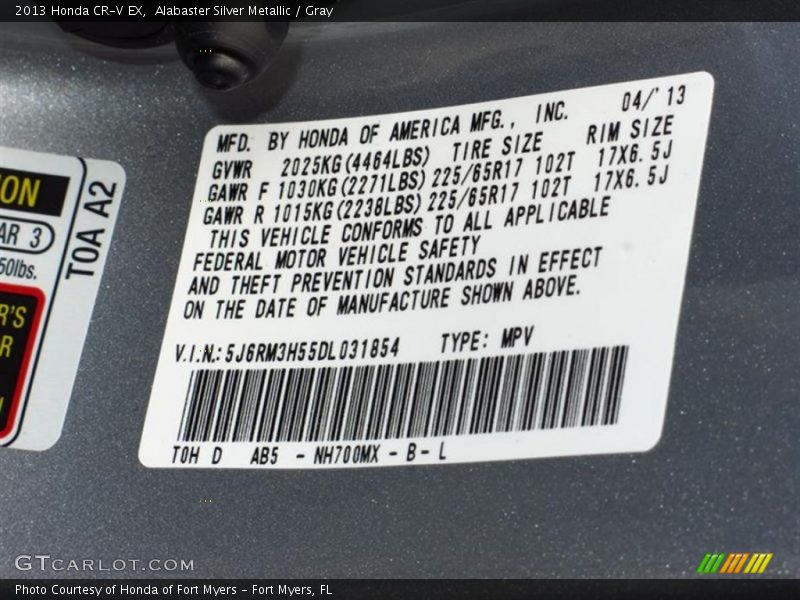 2013 Honda CR-V EX, Alabaster Silver Metallic / Gray
MFD. BY HONDA OF AMERICA MFG., INC. 04/'13
GVWR 2025KG(4464LBS) TIRE SIZE RIM SIZE
GAWR F 1030KG(2271LBS) 225/65R17 102T 17X6.5J
GAWR R 1015KG(2238LBS) 225/65R17 102T 17X6.5J
THIS VEHICLE CONFORMS TO ALL APPLICABLE
FEDERAL MOTOR VEHICLE SAFETY
AND THEFT PREVENTION STANDARDS IN EFFECT
ON THE DATE OF MANUFACTURE SHOWN ABOVE.
V.I.N.: 5J6RM3H55DL031854 TYPE: MPV
T0H D AB5 - NH700MX - B - L
ION
AR 3
50lbs.
R'S
R
T0A A2
GTCARLOT.COM
Photo Courtesy of Honda of Fort Myers - Fort Myers, FL